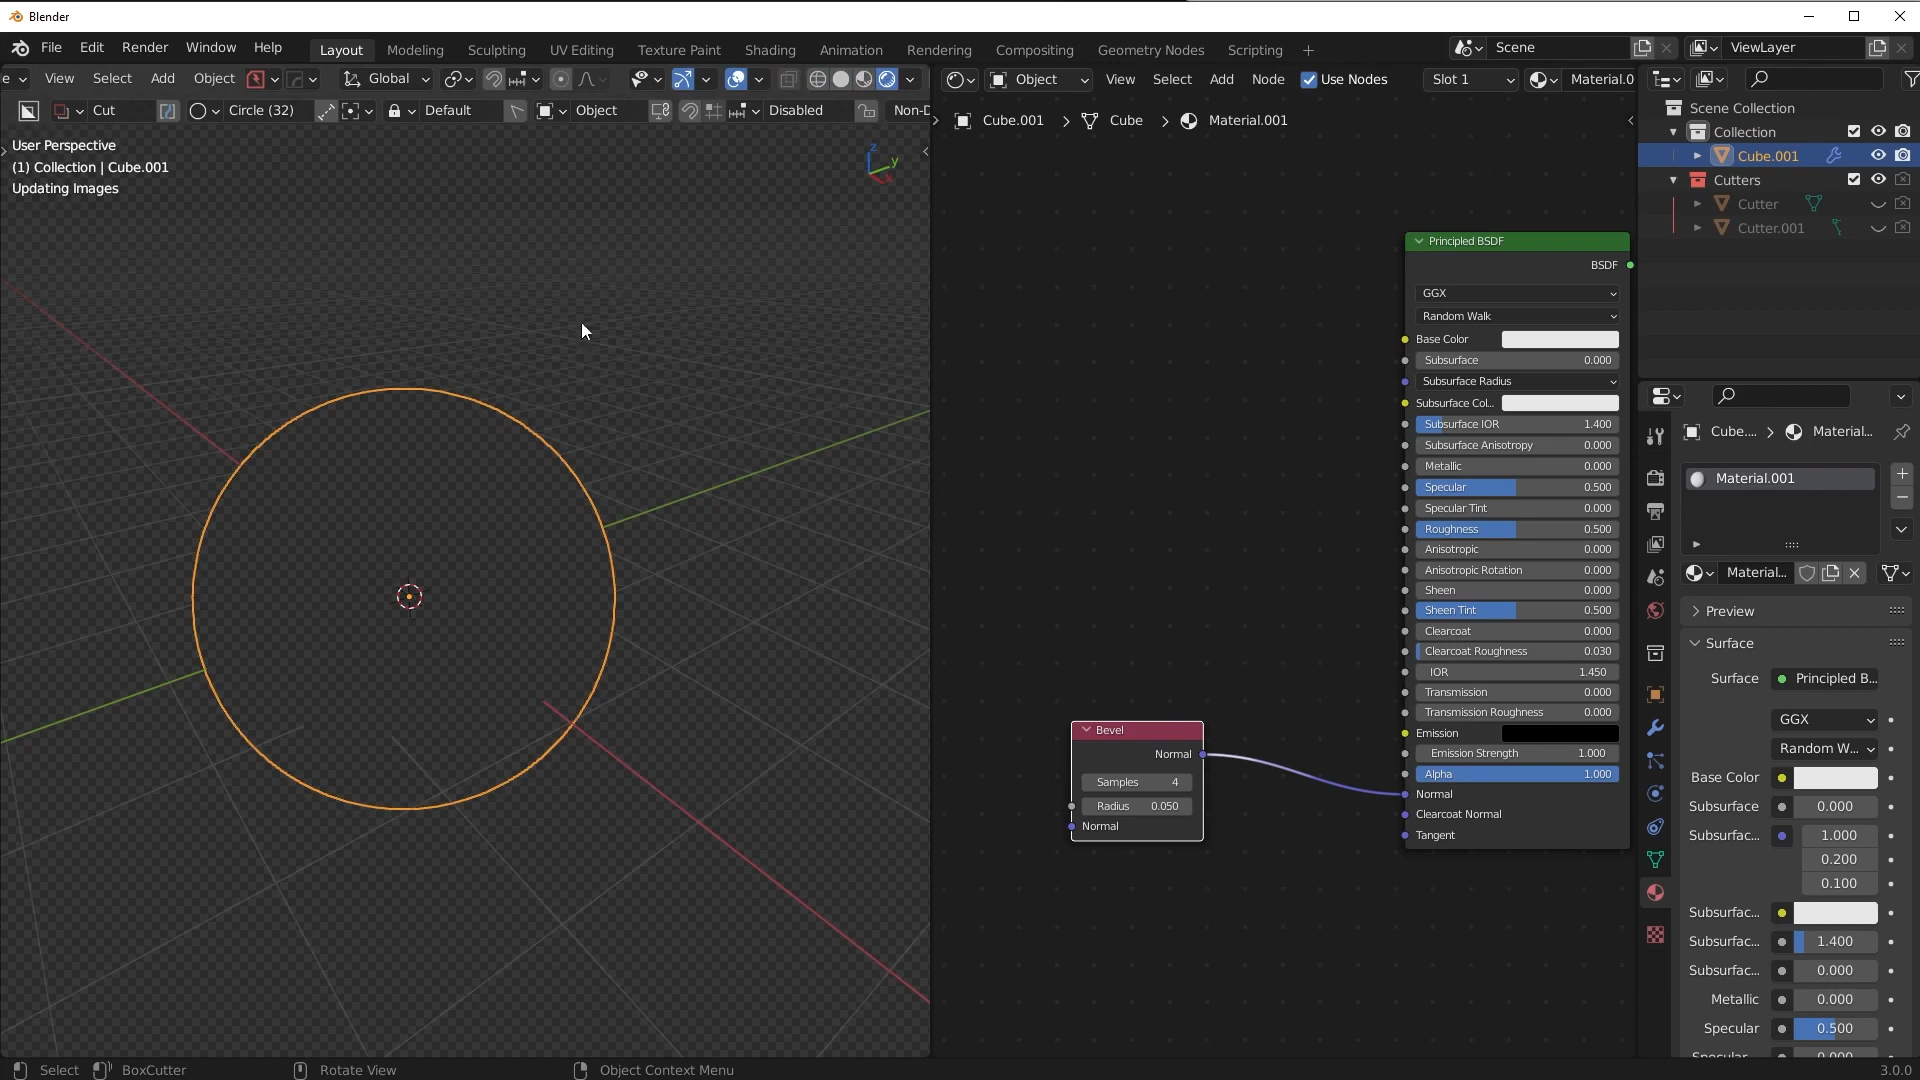 Blender
File Edit Render Window Help Layout Modeling Sculpting UV Editing Texture Paint Shading Animation Rendering Compositing Geometry Nodes Scripting + Scene ViewLayer
e View Select Add Object Global
Cut Circle (32) Default Object Disabled Non-D
User Perspective
(1) Collection | Cube.001
Updating Images
z
y
x
Object View Select Add Node Use Nodes Slot 1 Material.0
Cube.001 > Cube > Material.001
Principled BSDF
BSDF
GGX
Random Walk
Base Color
Subsurface 0.000
Subsurface Radius
Subsurface Col...
Subsurface IOR 1.400
Subsurface Anisotropy 0.000
Metallic 0.000
Specular 0.500
Specular Tint 0.000
Roughness 0.500
Anisotropic 0.000
Anisotropic Rotation 0.000
Sheen 0.000
Sheen Tint 0.500
Clearcoat 0.000
Clearcoat Roughness 0.030
IOR 1.450
Transmission 0.000
Transmission Roughness 0.000
Emission
Emission Strength 1.000
Alpha 1.000
Normal
Clearcoat Normal
Tangent
Bevel
Normal
Samples 4
Radius 0.050
Normal
Scene Collection
Collection
Cube.001
Cutters
Cutter
Cutter.001
Cube.... > Material...
Material.001
Material...
Preview
Surface
Surface Principled B...
GGX
Random W...
Base Color
Subsurface 0.000
Subsurfac... 1.000
0.200
0.100
Subsurfac...
Subsurfac... 1.400
Subsurfac... 0.000
Metallic 0.000
Specular 0.500
Select BoxCutter Rotate View Object Context Menu 3.0.0